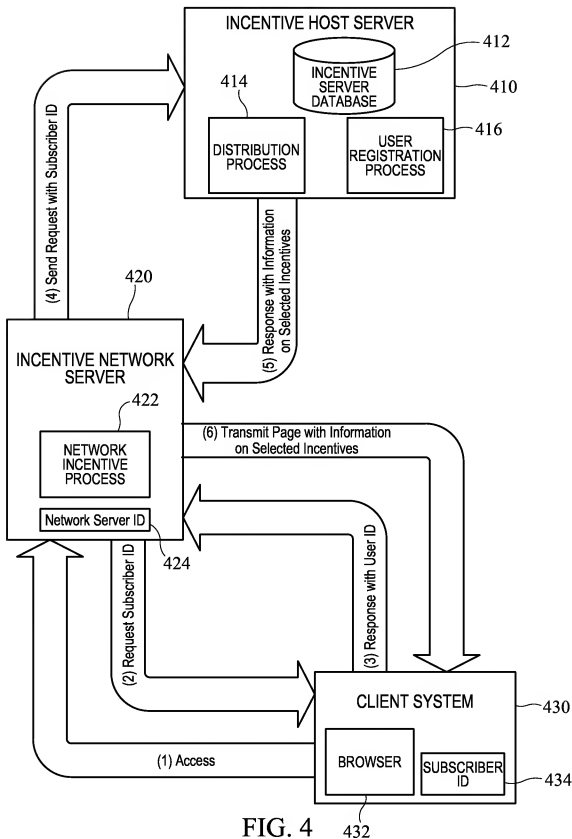 INCENTIVE HOST SERVER
412
INCENTIVE
SERVER
DATABASE
414
410
DISTRIBUTION
PROCESS
USER
REGISTRATION
PROCESS
416
(4) Send Request with Subscriber ID
(5) Response with Information
on Selected Incentives
420
INCENTIVE NETWORK
SERVER
422
NETWORK
INCENTIVE
PROCESS
(6) Transmit Page with Information
on Selected Incentives
Network Server ID
424
(2) Request Subscriber ID
(3) Response with User ID
CLIENT SYSTEM
430
BROWSER
SUBSCRIBER
ID
(1) Access
434
432
FIG. 4